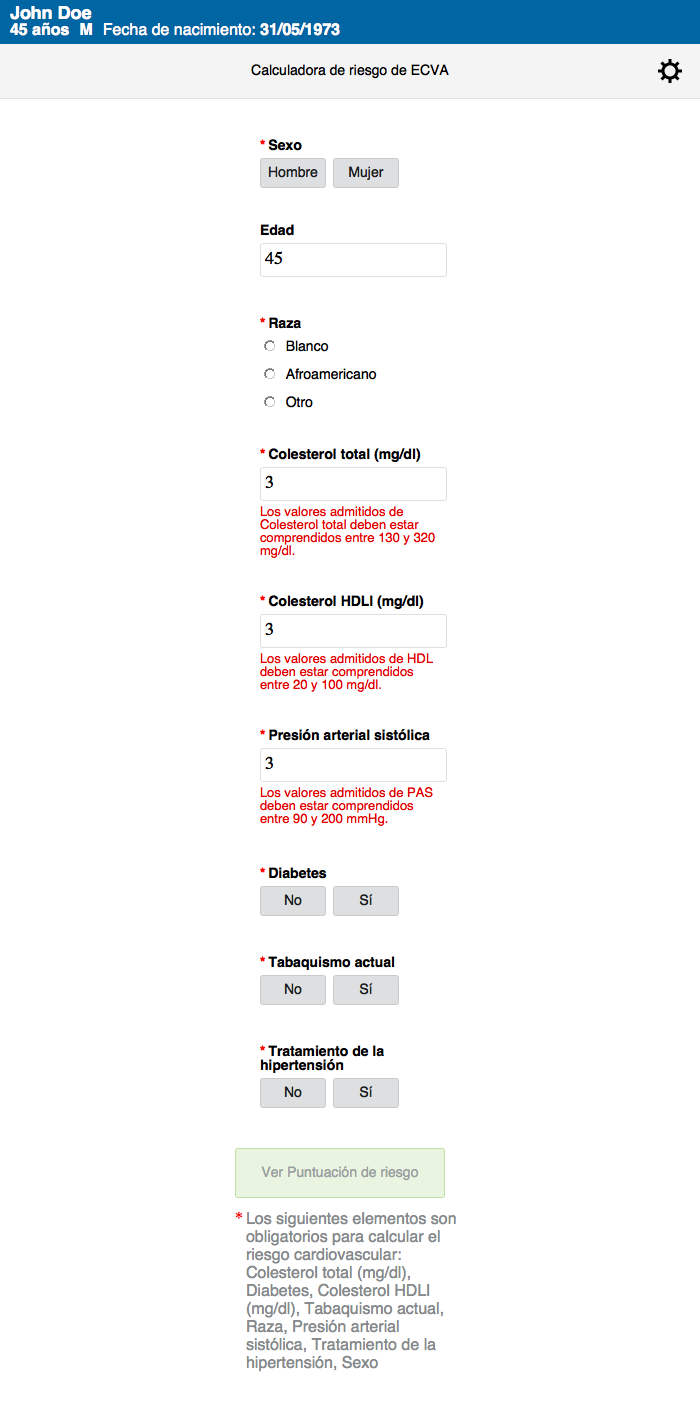 John Doe
45 años M Fecha de nacimiento: 31/05/1973
Calculadora de riesgo de ECVA
* Sexo
Hombre Mujer
Edad
45
* Raza
Blanco
Afroamericano
Otro
* Colesterol total (mg/dl)
3
Los valores admitidos de
Colesterol total deben estar
comprendidos entre 130 y 320
mg/dl.
* Colesterol HDLl (mg/dl)
3
Los valores admitidos de HDL
deben estar comprendidos
entre 20 y 100 mg/dl.
* Presión arterial sistólica
3
Los valores admitidos de PAS
deben estar comprendidos
entre 90 y 200 mmHg.
* Diabetes
No Sí
* Tabaquismo actual
No Sí
* Tratamiento de la
hipertensión
No Sí
Ver Puntuación de riesgo
* Los siguientes elementos son
obligatorios para calcular el
riesgo cardiovascular:
Colesterol total (mg/dl),
Diabetes, Colesterol HDLl
(mg/dl), Tabaquismo actual,
Raza, Presión arterial
sistólica, Tratamiento de la
hipertensión, Sexo